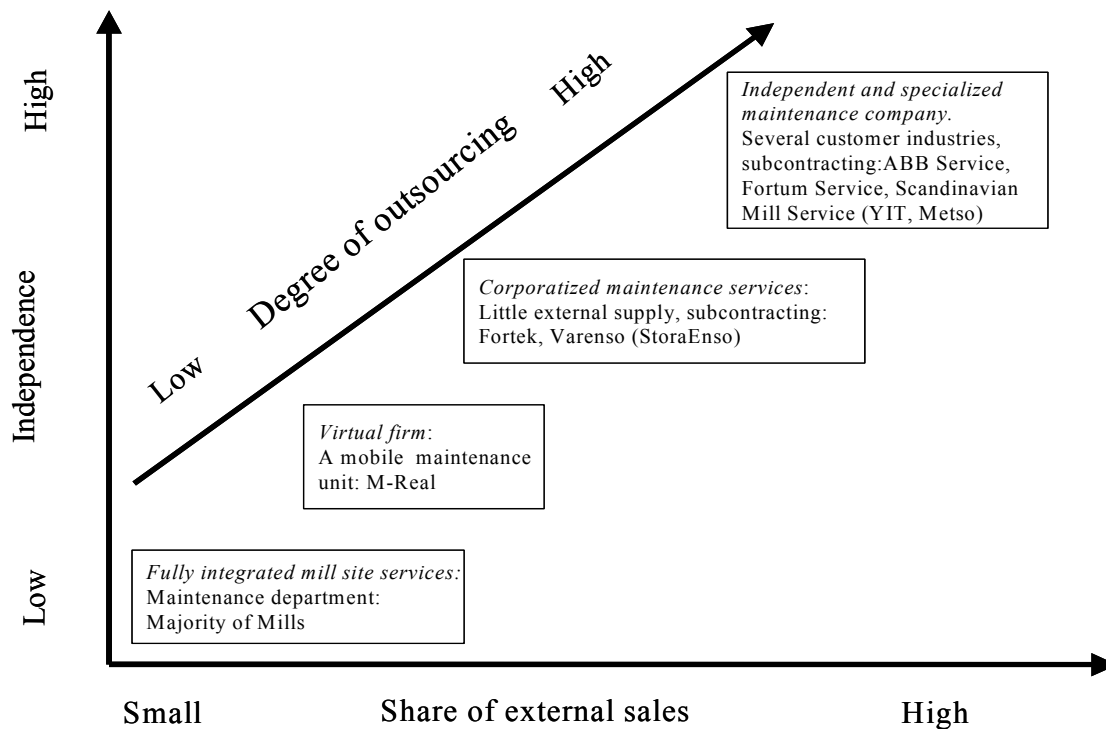 High
Independence
Low
Low Degree of outsourcing High
Independent and specialized
maintenance company.
Several customer industries,
subcontracting:ABB Service,
Fortum Service, Scandinavian
Mill Service (YIT, Metso)
Corporatized maintenance services:
Little external supply, subcontracting:
Fortek, Varenso (StoraEnso)
Virtual firm:
A mobile maintenance
unit: M-Real
Fully integrated mill site services:
Maintenance department:
Majority of Mills
Small Share of external sales High